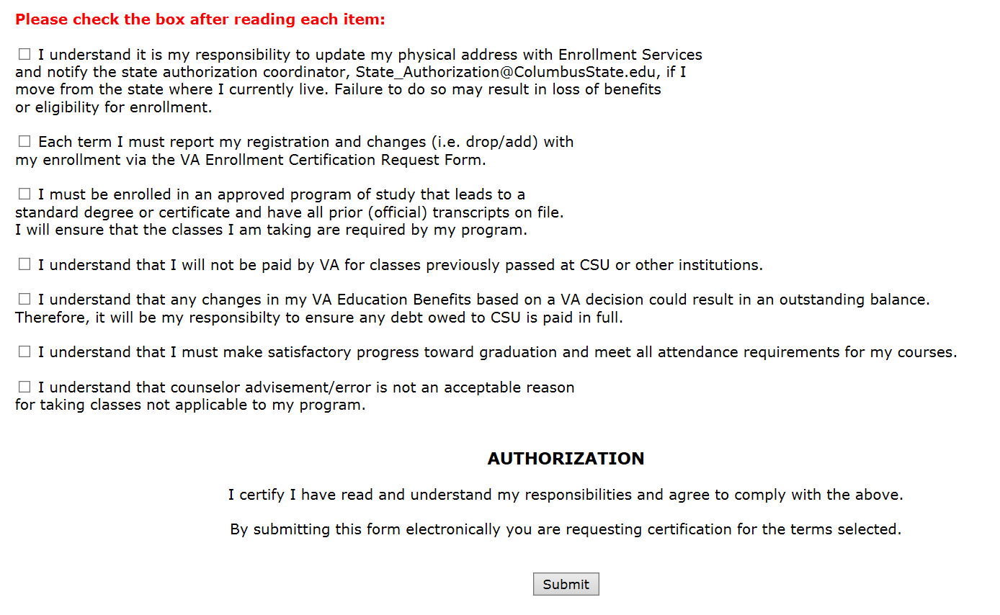 Please check the box after reading each item:
I understand it is my responsibility to update my physical address with Enrollment Services
and notify the state authorization coordinator, State_Authorization@ColumbusState.edu, if I
move from the state where I currently live. Failure to do so may result in loss of benefits
or eligibility for enrollment.
Each term I must report my registration and changes (i.e. drop/add) with
my enrollment via the VA Enrollment Certification Request Form.
I must be enrolled in an approved program of study that leads to a
standard degree or certificate and have all prior (official) transcripts on file.
I will ensure that the classes I am taking are required by my program.
I understand that I will not be paid by VA for classes previously passed at CSU or other institutions.
I understand that any changes in my VA Education Benefits based on a VA decision could result in an outstanding balance.
Therefore, it will be my responsibilty to ensure any debt owed to CSU is paid in full.
I understand that I must make satisfactory progress toward graduation and meet all attendance requirements for my courses.
I understand that counselor advisement/error is not an acceptable reason
for taking classes not applicable to my program.
AUTHORIZATION
I certify I have read and understand my responsibilities and agree to comply with the above.
By submitting this form electronically you are requesting certification for the terms selected.
Submit